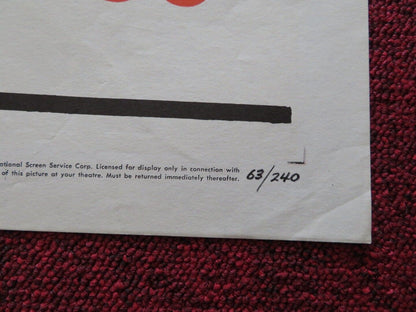 ational Screen Service Corp. Licensed for display only in connection with
of this picture at your theatre. Must be returned immediately thereafter. 63/240